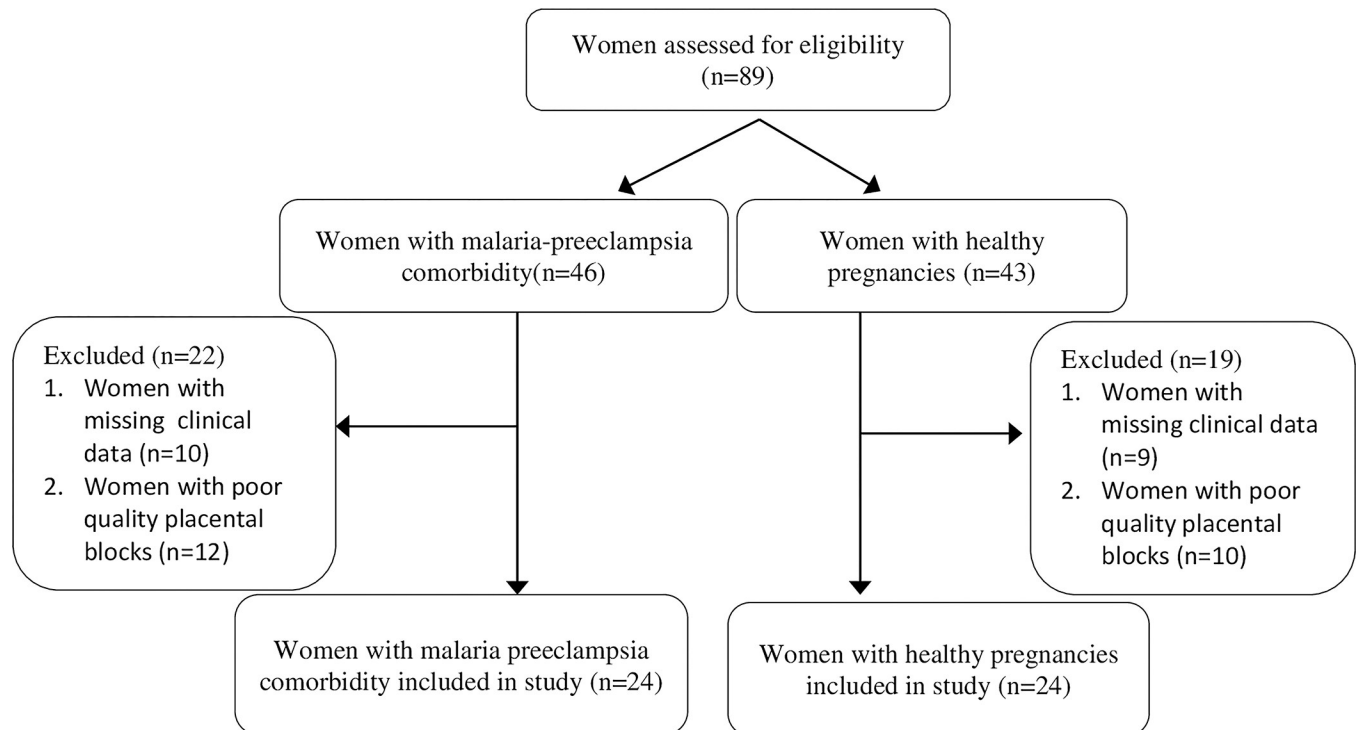 Women assessed for eligibility
(n=89)
Women with malaria-preeclampsia
comorbidity(n=46)
Women with healthy
pregnancies (n=43)
Excluded (n=22)
1. Women with
missing clinical
data (n=10)
2. Women with poor
quality placental
blocks (n=12)
Excluded (n=19)
1. Women with
missing clinical data
(n=9)
2. Women with poor
quality placental
blocks (n=10)
Women with malaria preeclampsia
comorbidity included in study (n=24)
Women with healthy pregnancies
included in study (n=24)